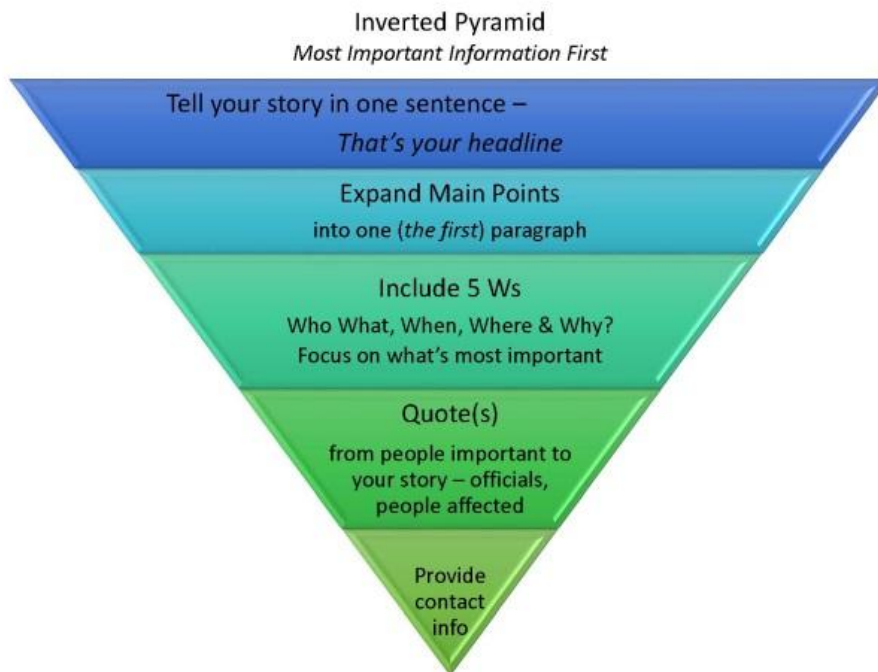 Inverted Pyramid
Most Important Information First
Tell your story in one sentence –
That's your headline
Expand Main Points
into one (the first) paragraph
Include 5 Ws
Who What, When, Where & Why?
Focus on what's most important
Quote(s)
from people important to
your story – officials,
people affected
Provide
contact
info